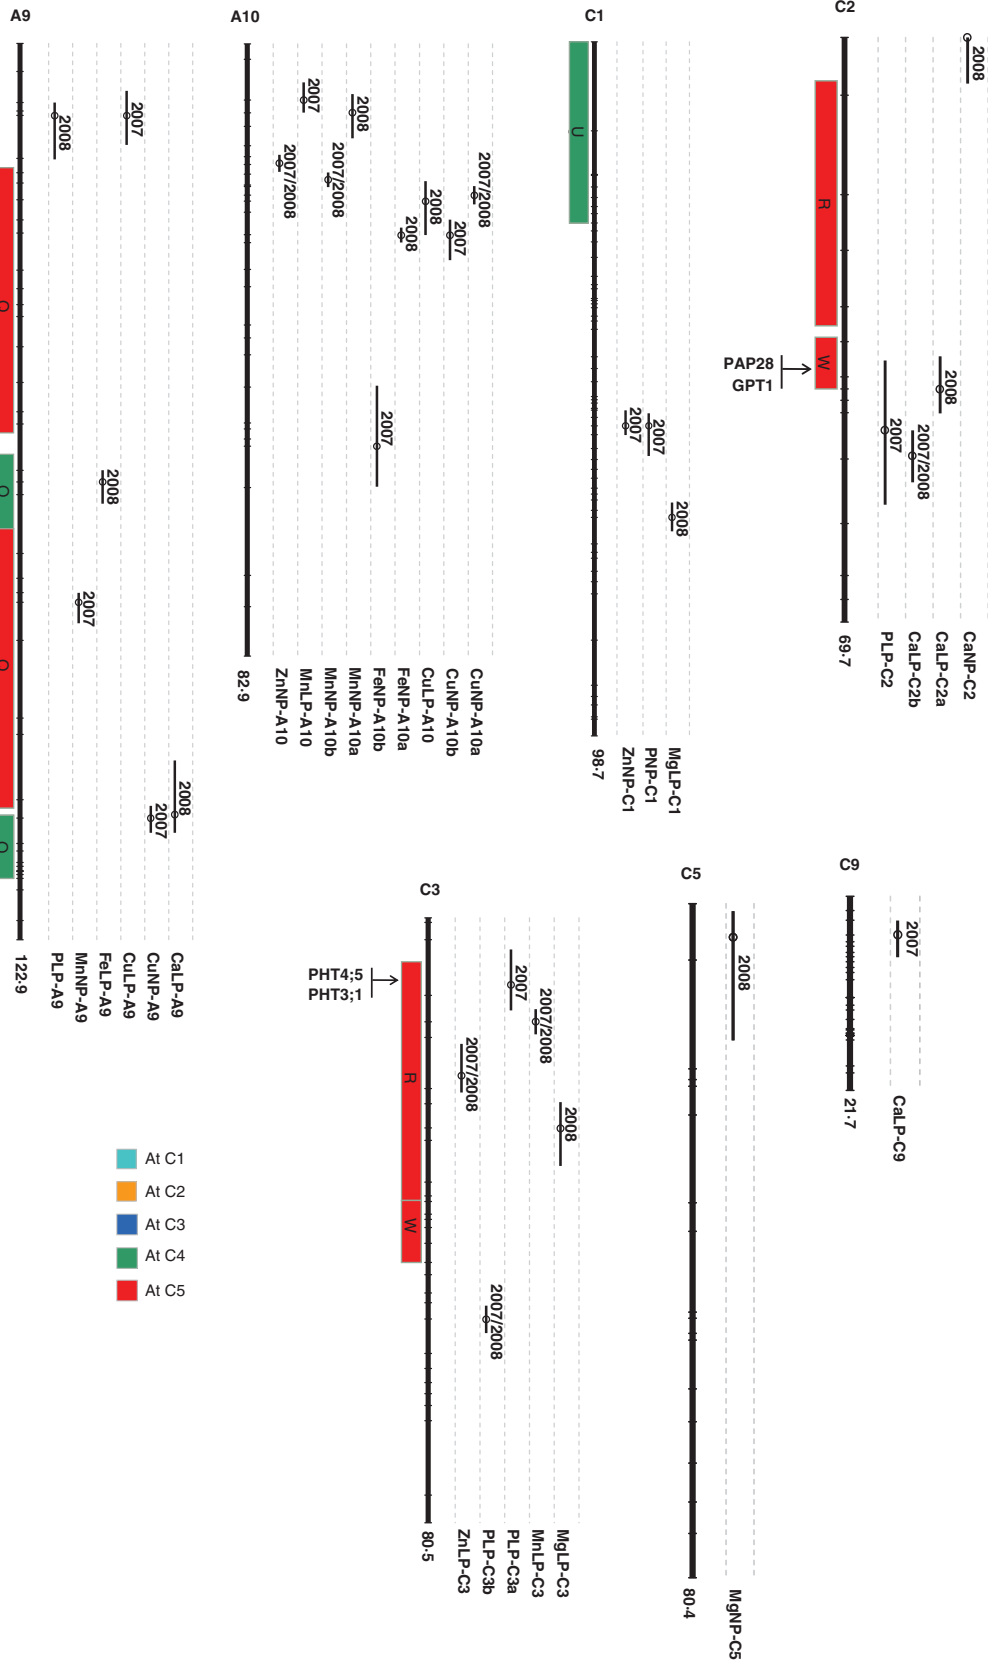 A9
2008
2007
2008
2007
2007
2008
O
O
O
O
122·9
PLP-A9
MnNP-A9
FeLP-A9
CuLP-A9
CuNP-A9
CaLP-A9
A10
2007/2008
2007
2007/2008
2008
2007
2008
2008
2007
2007/2008
82·9
ZnNP-A10
MnLP-A10
MnNP-A10b
MnNP-A10a
FeNP-A10b
FeNP-A10a
CuLP-A10
CuNP-A10b
CuNP-A10a
C1
U
2007
2007
2008
98·7
ZnNP-C1
PNP-C1
MgLP-C1
C2
R
W
PAP28
GPT1
2007
2007/2008
2008
2008
69·7
PLP-C2
CaLP-C2b
CaLP-C2a
CaNP-C2
C3
PHT4;5
PHT3;1
R
W
2007/2008
2007/2008
2007
2007/2008
2008
80·5
ZnLP-C3
PLP-C3b
PLP-C3a
MnLP-C3
MgLP-C3
C5
2008
80·4
MgNP-C5
C9
2007
21·7
CaLP-C9
At C1
At C2
At C3
At C4
At C5